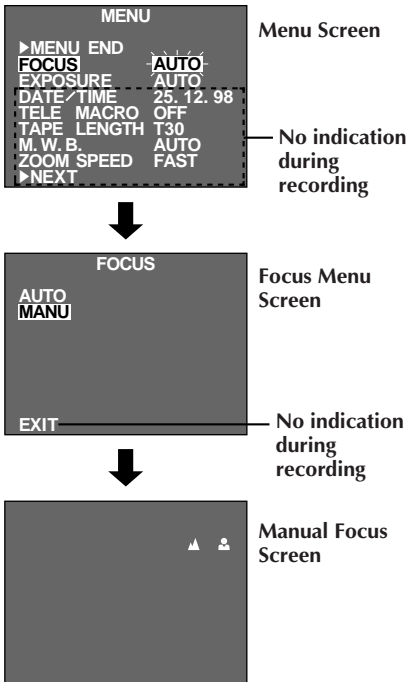 MENU
Menu Screen
▶MENU END
FOCUS AUTO
EXPOSURE AUTO
DATE/TIME 25. 12. 98
TELE MACRO OFF
TAPE LENGTH T30
M. W. B. AUTO
ZOOM SPEED FAST
▶NEXT
No indication
during
recording
FOCUS
Focus Menu
Screen
AUTO
MANU
EXIT
No indication
during
recording
Manual Focus
Screen